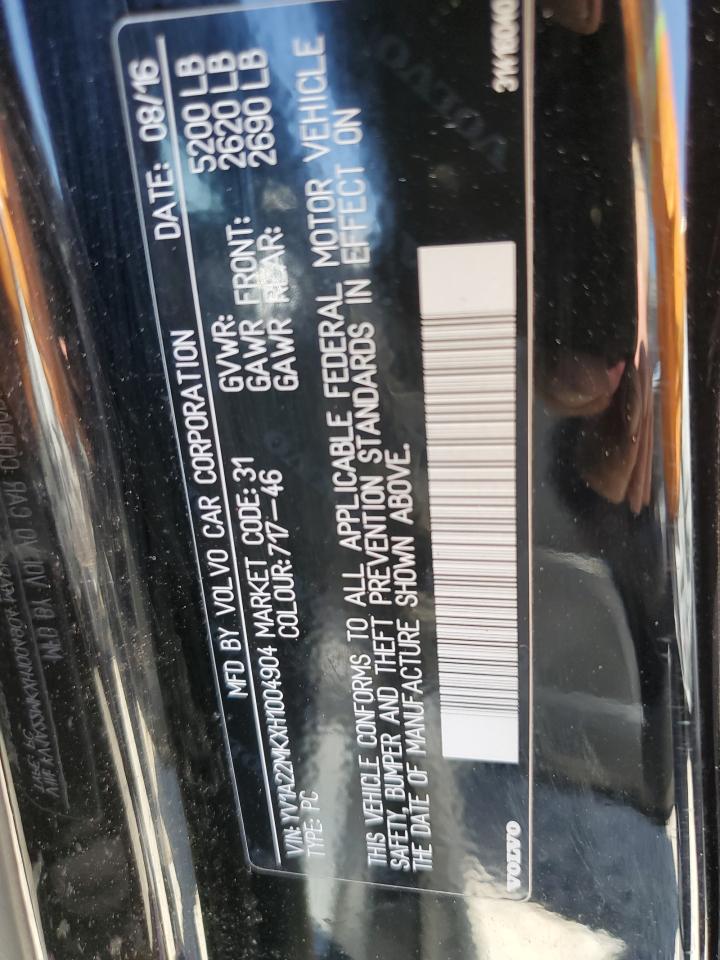 MFD BY VOLVO CAR CORPORATION DATE: 08/16
VIN: YV1A22MKXH1004904 MARKET CODE: 31 GVWR: 5200 LB
TYPE: PC COLOUR: 717-46 GAWR FRONT: 2620 LB
GAWR REAR: 2690 LB
THIS VEHICLE CONFORMS TO ALL APPLICABLE FEDERAL MOTOR VEHICLE
SAFETY, BUMPER AND THEFT PREVENTION STANDARDS IN EFFECT ON
THE DATE OF MANUFACTURE SHOWN ABOVE.
VOLVO